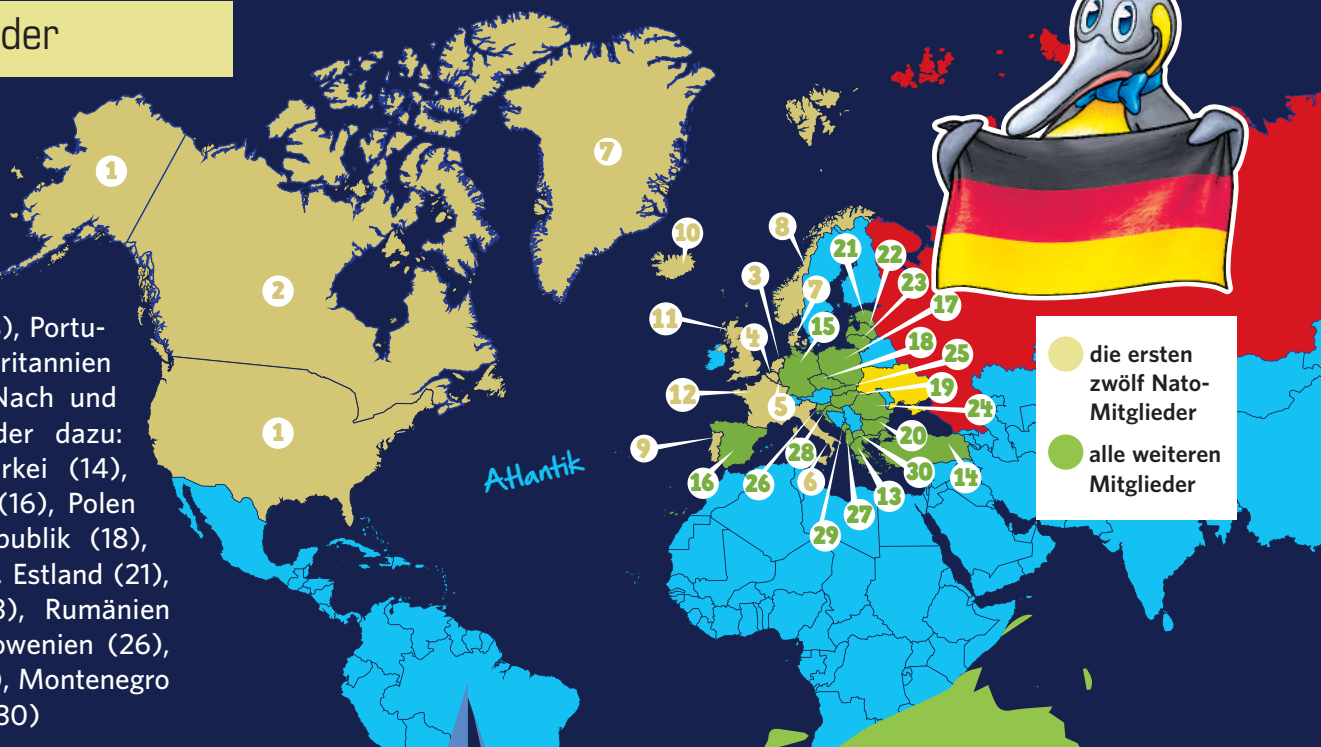 der
), Portu-
ritannien
Nach und
der dazu:
rkei (14),
(16), Polen
publik (18),
, Estland (21),
3), Rumänien
owenien (26),
), Montenegro
30)
1
2
1
7
10
8
21
22
3
7
23
17
11
4
15
18
25
12
5
19
24
9
28
20
16
26
6
30
14
13
27
29
Atlantik
die ersten
zwölf Nato-
Mitglieder
alle weiteren
Mitglieder